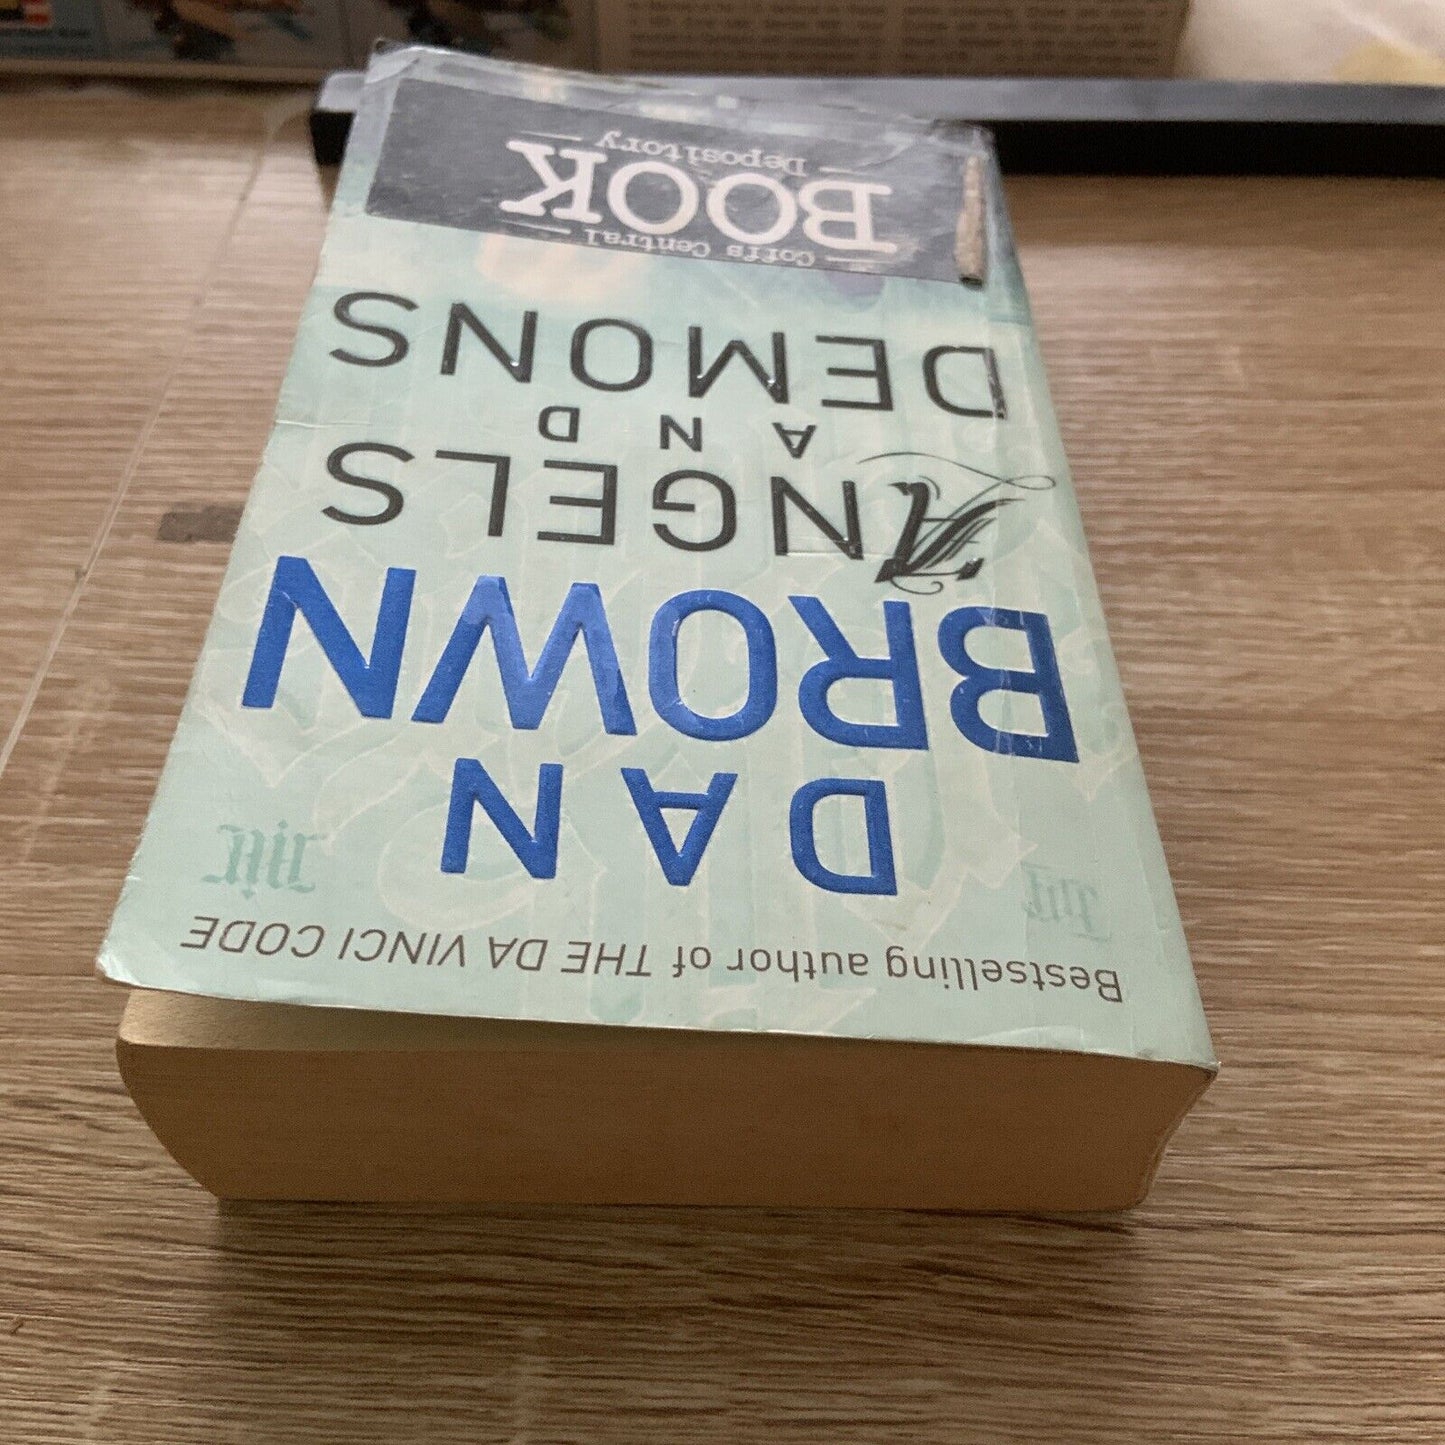 Bestselling author of THE DA VINCI CODE
DAN
BROWN
ANGELS
AND
DEMONS
Coffs Central
BOOK
Depository